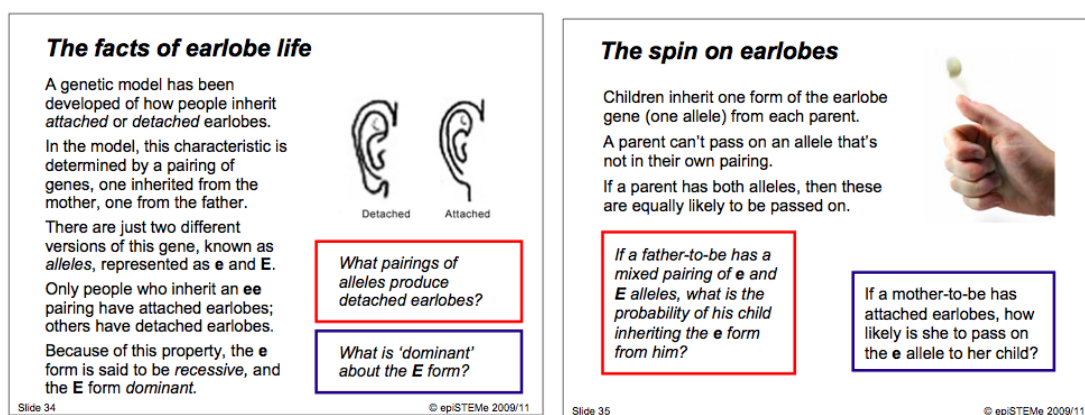 The facts of earlobe life
A genetic model has been
developed of how people inherit
attached or detached earlobes.
In the model, this characteristic is
determined by a pairing of
genes, one inherited from the
mother, one from the father.
There are just two different
versions of this gene, known as
alleles, represented as e and E.
Only people who inherit an ee
pairing have attached earlobes;
others have detached earlobes.
Because of this property, the e
form is said to be recessive, and
the E form dominant.
Detached
Attached
What pairings of
alleles produce
detached earlobes?
What is ‘dominant’
about the E form?
Slide 34
© epiSTEMe 2009/11
The spin on earlobes
Children inherit one form of the earlobe
gene (one allele) from each parent.
A parent can’t pass on an allele that’s
not in their own pairing.
If a parent has both alleles, then these
are equally likely to be passed on.
If a father-to-be has a
mixed pairing of e and
E alleles, what is the
probability of his child
inheriting the e form
from him?
If a mother-to-be has
attached earlobes, how
likely is she to pass on
the e allele to her child?
Slide 35
© epiSTEMe 2009/11